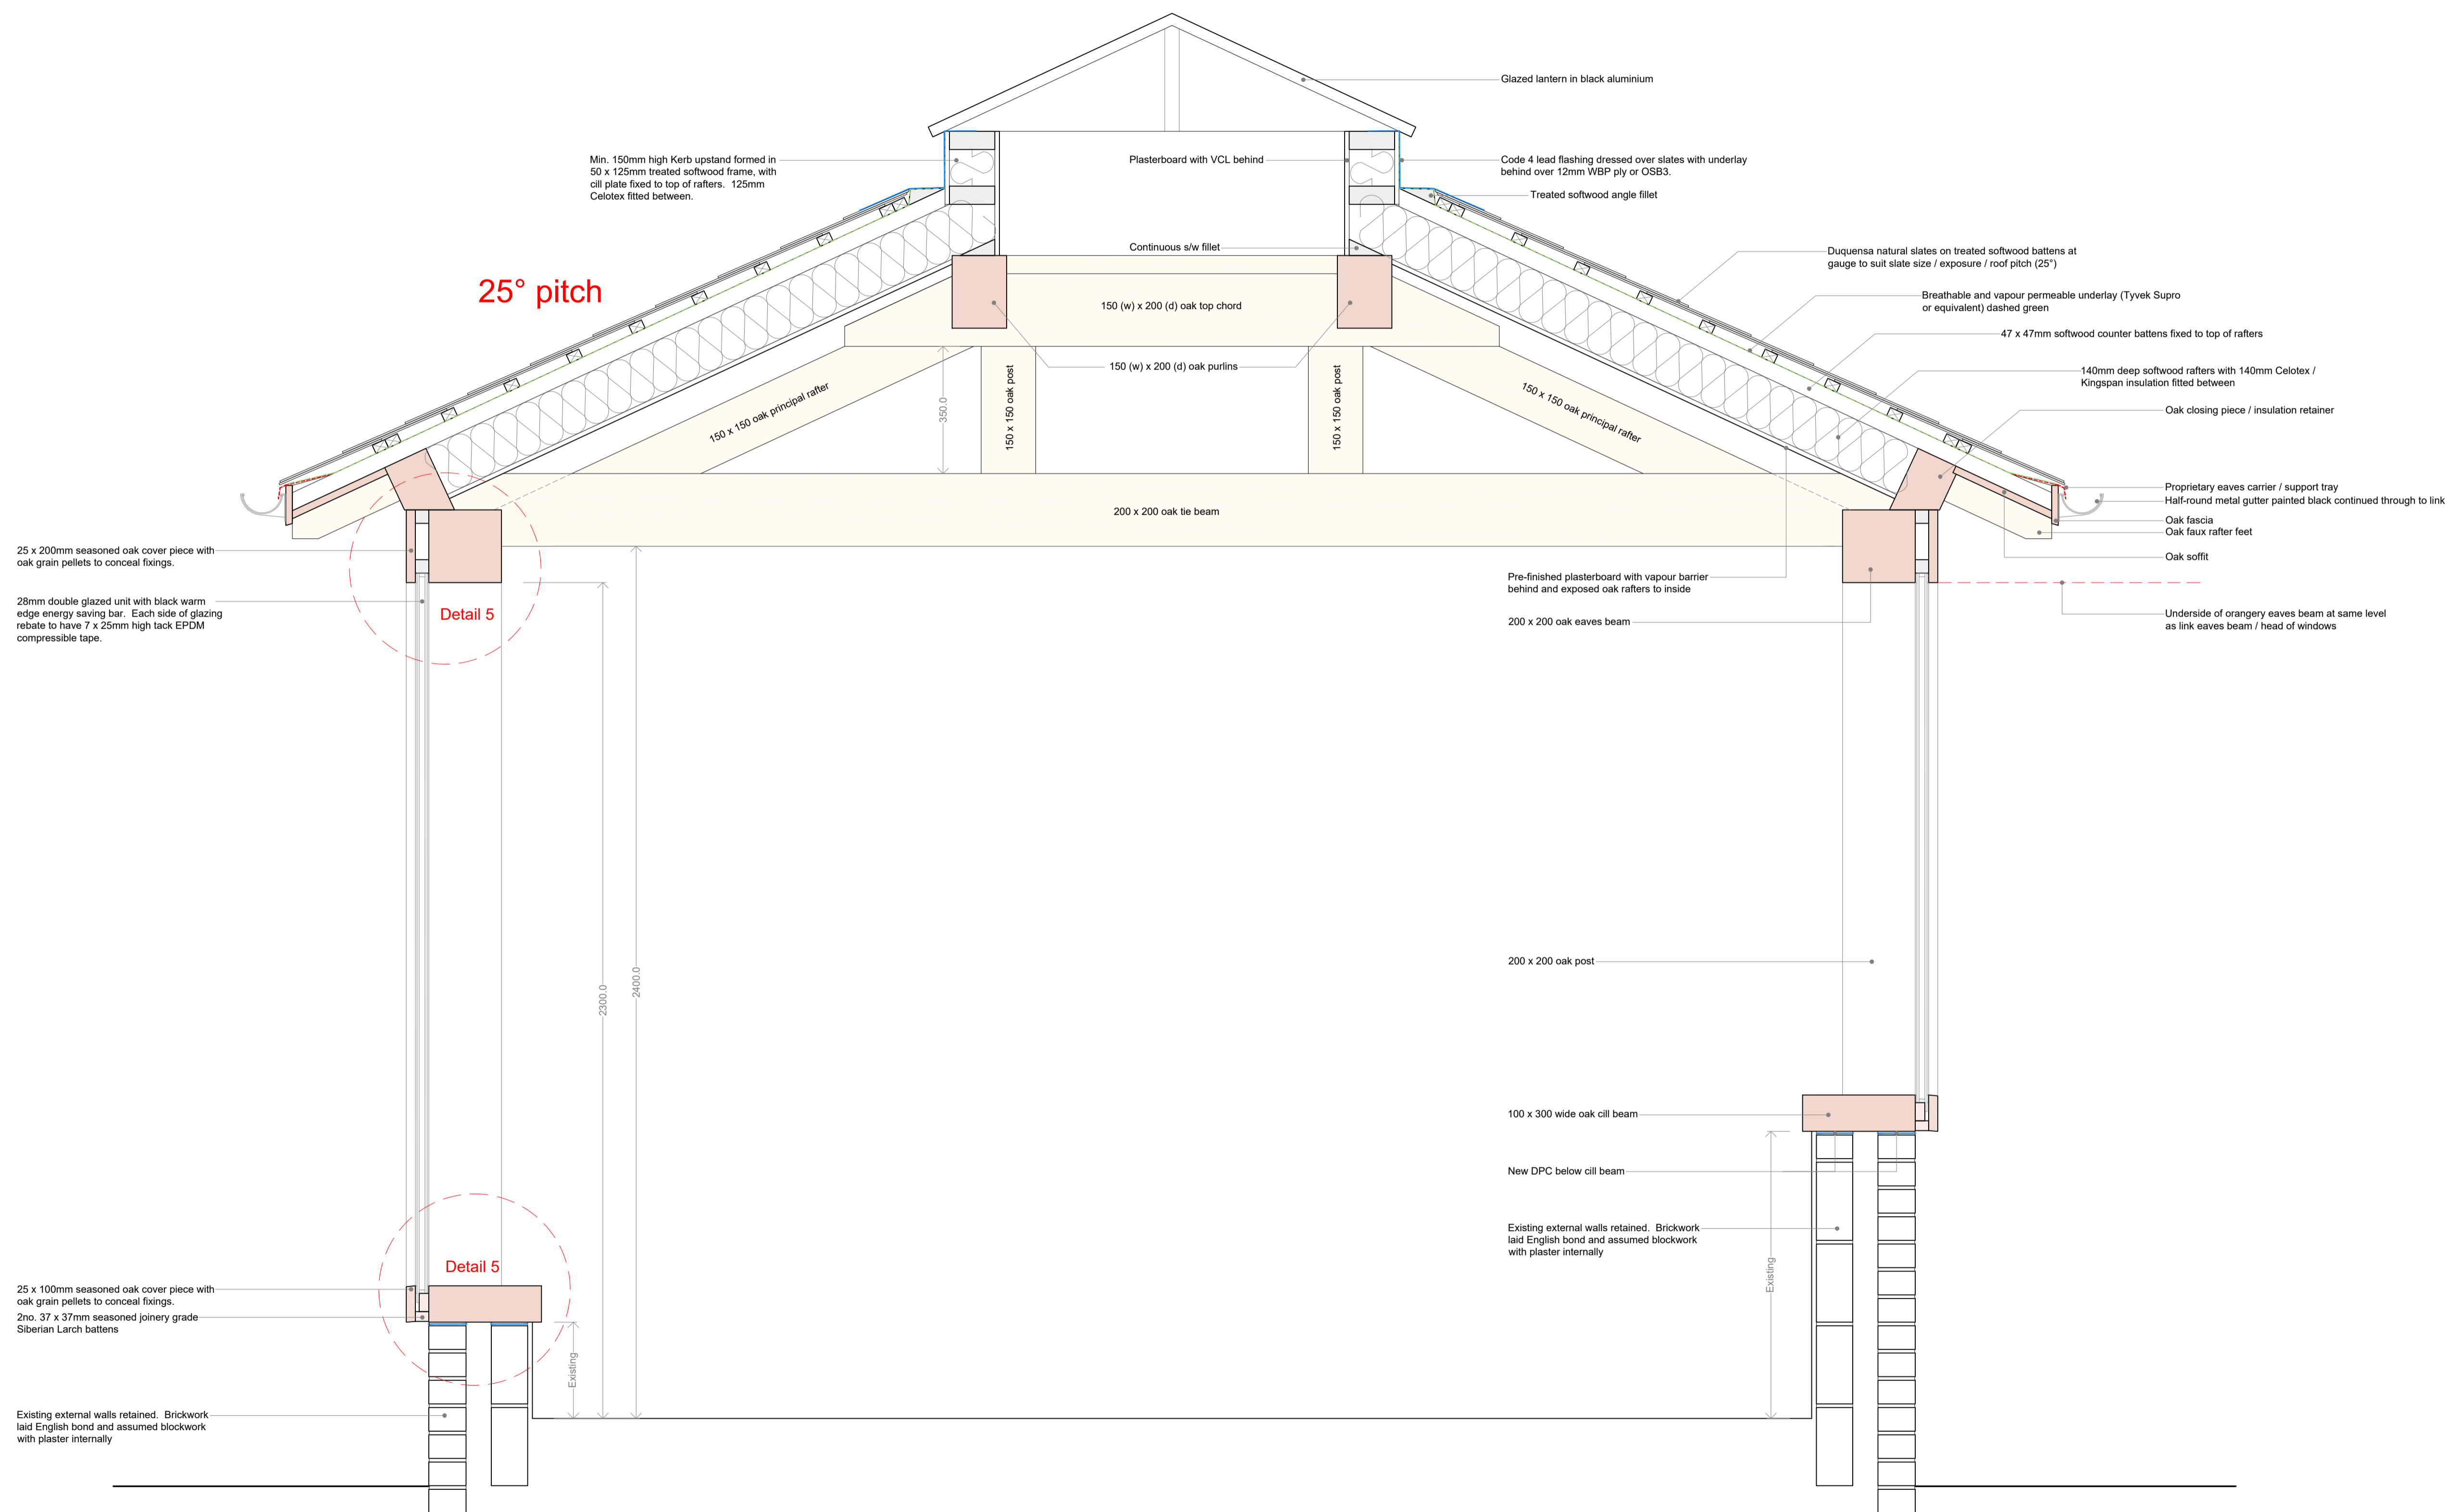 Glazed lantern in black aluminium
Min. 150mm high Kerb upstand formed in
50 x 125mm treated softwood frame, with
cill plate fixed to top of rafters.  125mm
Celotex fitted between.
Plasterboard with VCL behind
Code 4 lead flashing dressed over slates with underlay
behind over 12mm WBP ply or OSB3.
Treated softwood angle fillet
Continuous s/w fillet
Duquensa natural slates on treated softwood battens at
gauge to suit slate size / exposure / roof pitch (25°)
25° pitch
Breathable and vapour permeable underlay (Tyvek Supro
or equivalent) dashed green
150 (w) x 200 (d) oak top chord
47 x 47mm softwood counter battens fixed to top of rafters
150 (w) x 200 (d) oak purlins
140mm deep softwood rafters with 140mm Celotex /
Kingspan insulation fitted between
150 x 150 oak principal rafter
350.0
150 x 150 oak post
150 x 150 oak post
150 x 150 oak principal rafter
Oak closing piece / insulation retainer
Proprietary eaves carrier / support tray
Half-round metal gutter painted black continued through to link
200 x 200 oak tie beam
Oak fascia
Oak faux rafter feet
Oak soffit
25 x 200mm seasoned oak cover piece with
oak grain pellets to conceal fixings.
Pre-finished plasterboard with vapour barrier
behind and exposed oak rafters to inside
28mm double glazed unit with black warm
edge energy saving bar.  Each side of glazing
rebate to have 7 x 25mm high tack EPDM
compressible tape.
Detail 5
200 x 200 oak eaves beam
Underside of orangery eaves beam at same level
as link eaves beam / head of windows
2300.0
2400.0
200 x 200 oak post
100 x 300 wide oak cill beam
New DPC below cill beam
Existing external walls retained.  Brickwork
laid English bond and assumed blockwork
with plaster internally
Existing
Detail 5
25 x 100mm seasoned oak cover piece with
oak grain pellets to conceal fixings.
2no. 37 x 37mm seasoned joinery grade
Siberian Larch battens
Existing
Existing external walls retained.  Brickwork
laid English bond and assumed blockwork
with plaster internally